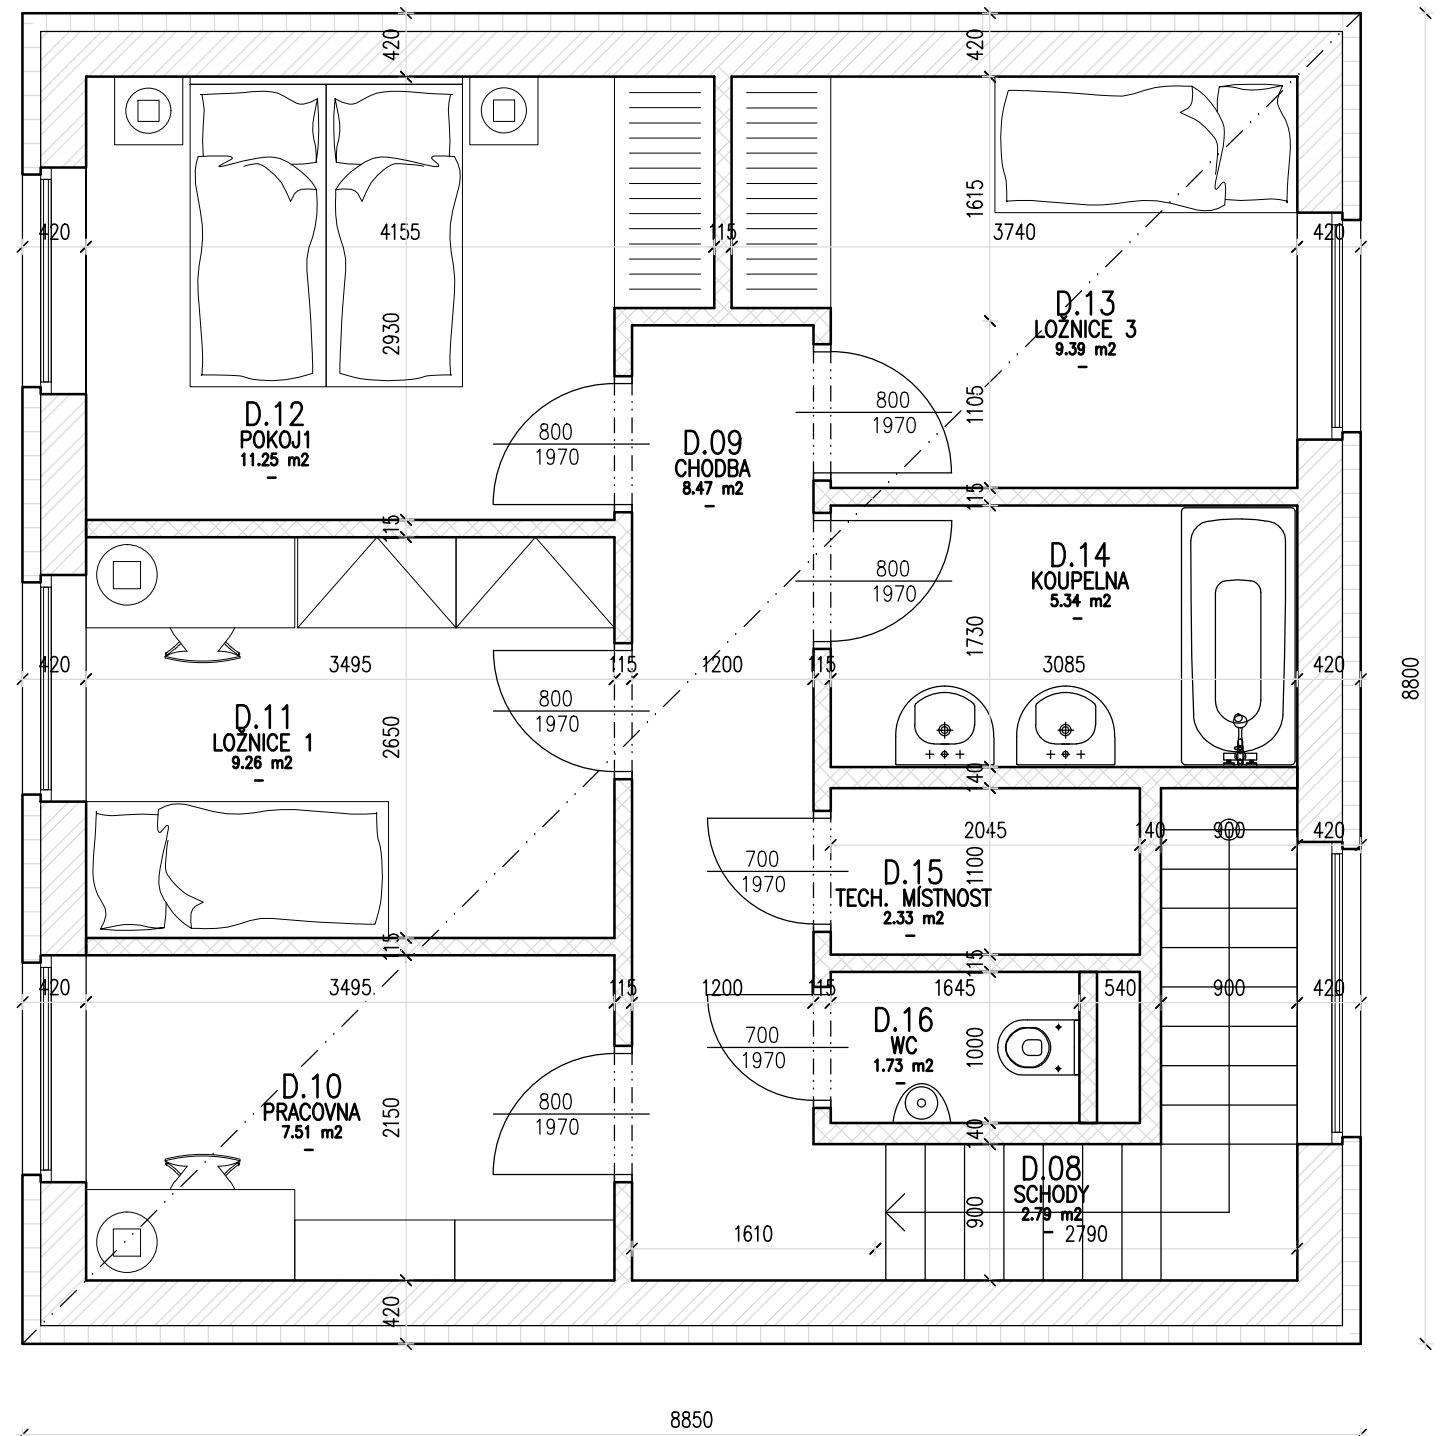 420
420
1615
420
4155
115
3740
420
D.13
LOŽNICE 3
9.39 m2
2930
1105
800
1970
D.12
POKOJ1
11.25 m2
800
1970
D.09
CHODBA
8.47 m2
115
115
D.14
KOUPELNA
5.34 m2
800
1970
1730
420
3495
115
1200
115
3085
420
8800
D.11
LOŽNICE 1
9.26 m2
800
1970
2650
140
2045
140
900
420
700
1970
1100
D.15
TECH. MÍSTNOST
2.33 m2
115
115
420
3495
115
1200
115
1645
540
900
420
D.16
WC
1.73 m2
700
1970
1000
D.10
PRACOVNA
7.51 m2
800
1970
2150
140
D.08
SCHODY
2.79 m2
900
1610
2790
420
8850